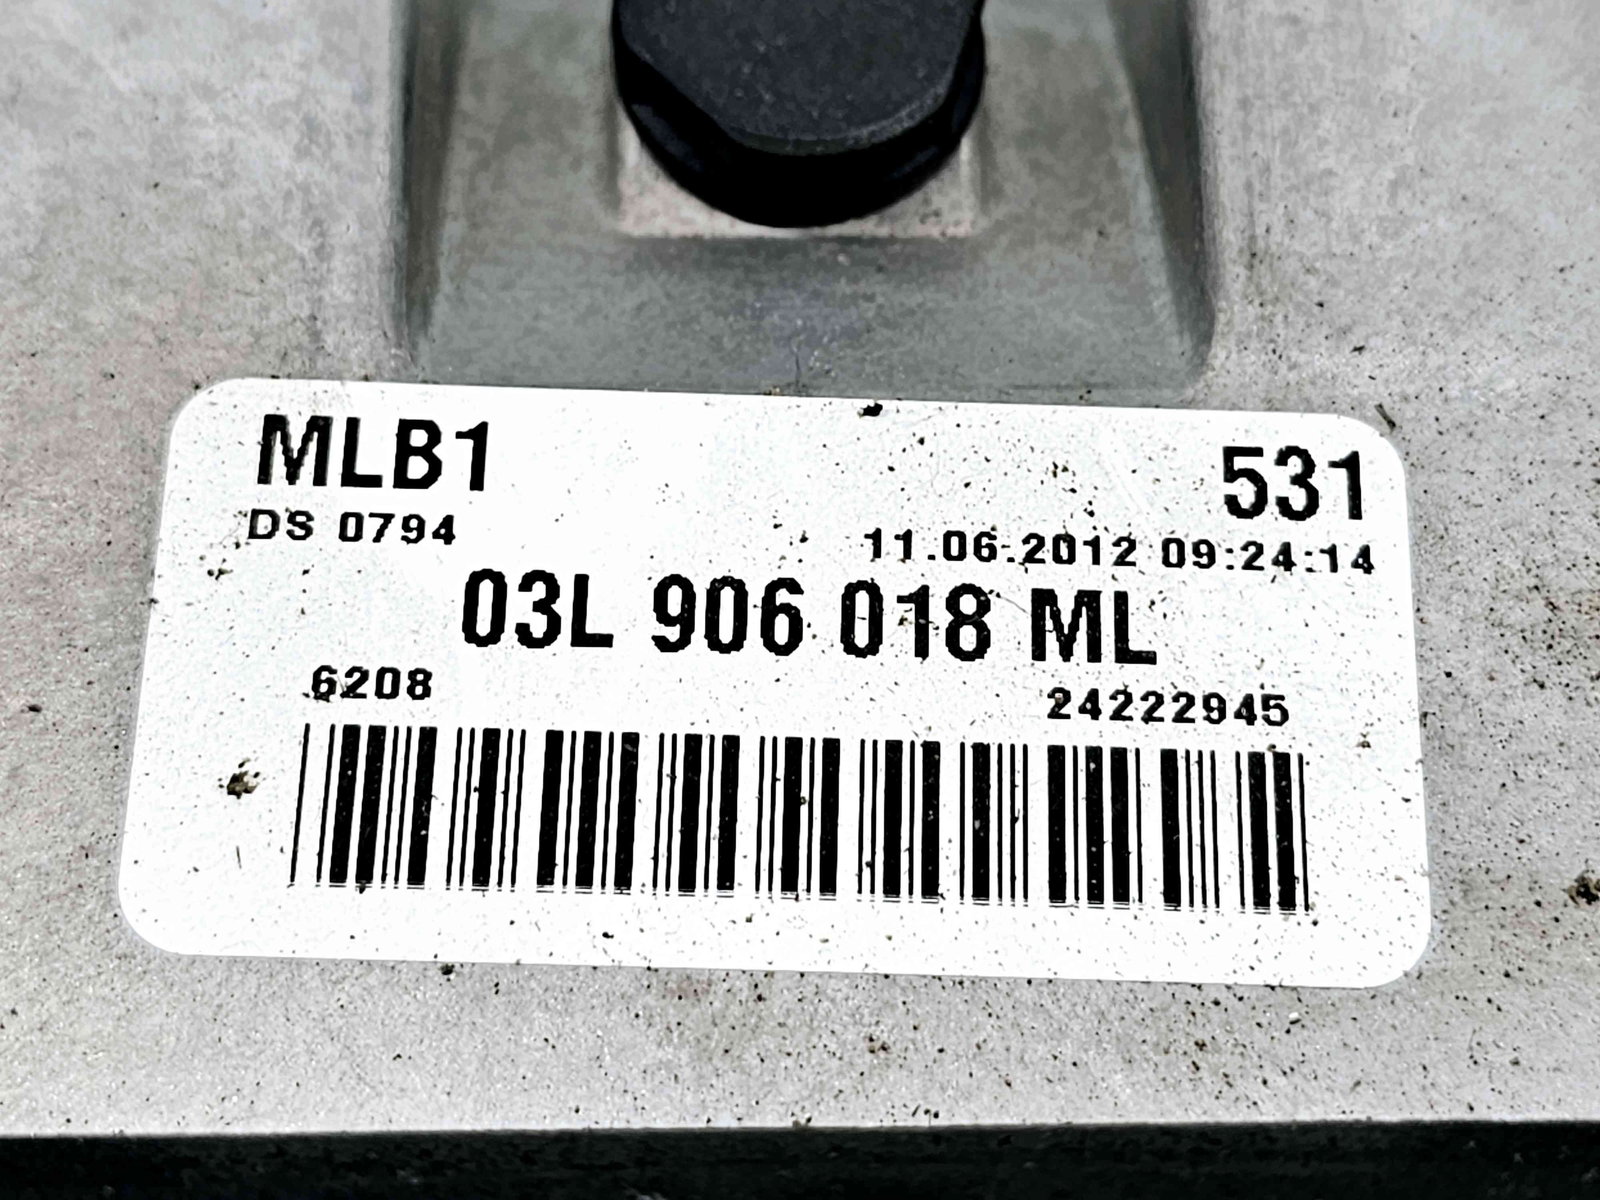 MLB1 531
DS 0794 11.06.2012 09:24:14
03L 906 018 ML
6208 24222945